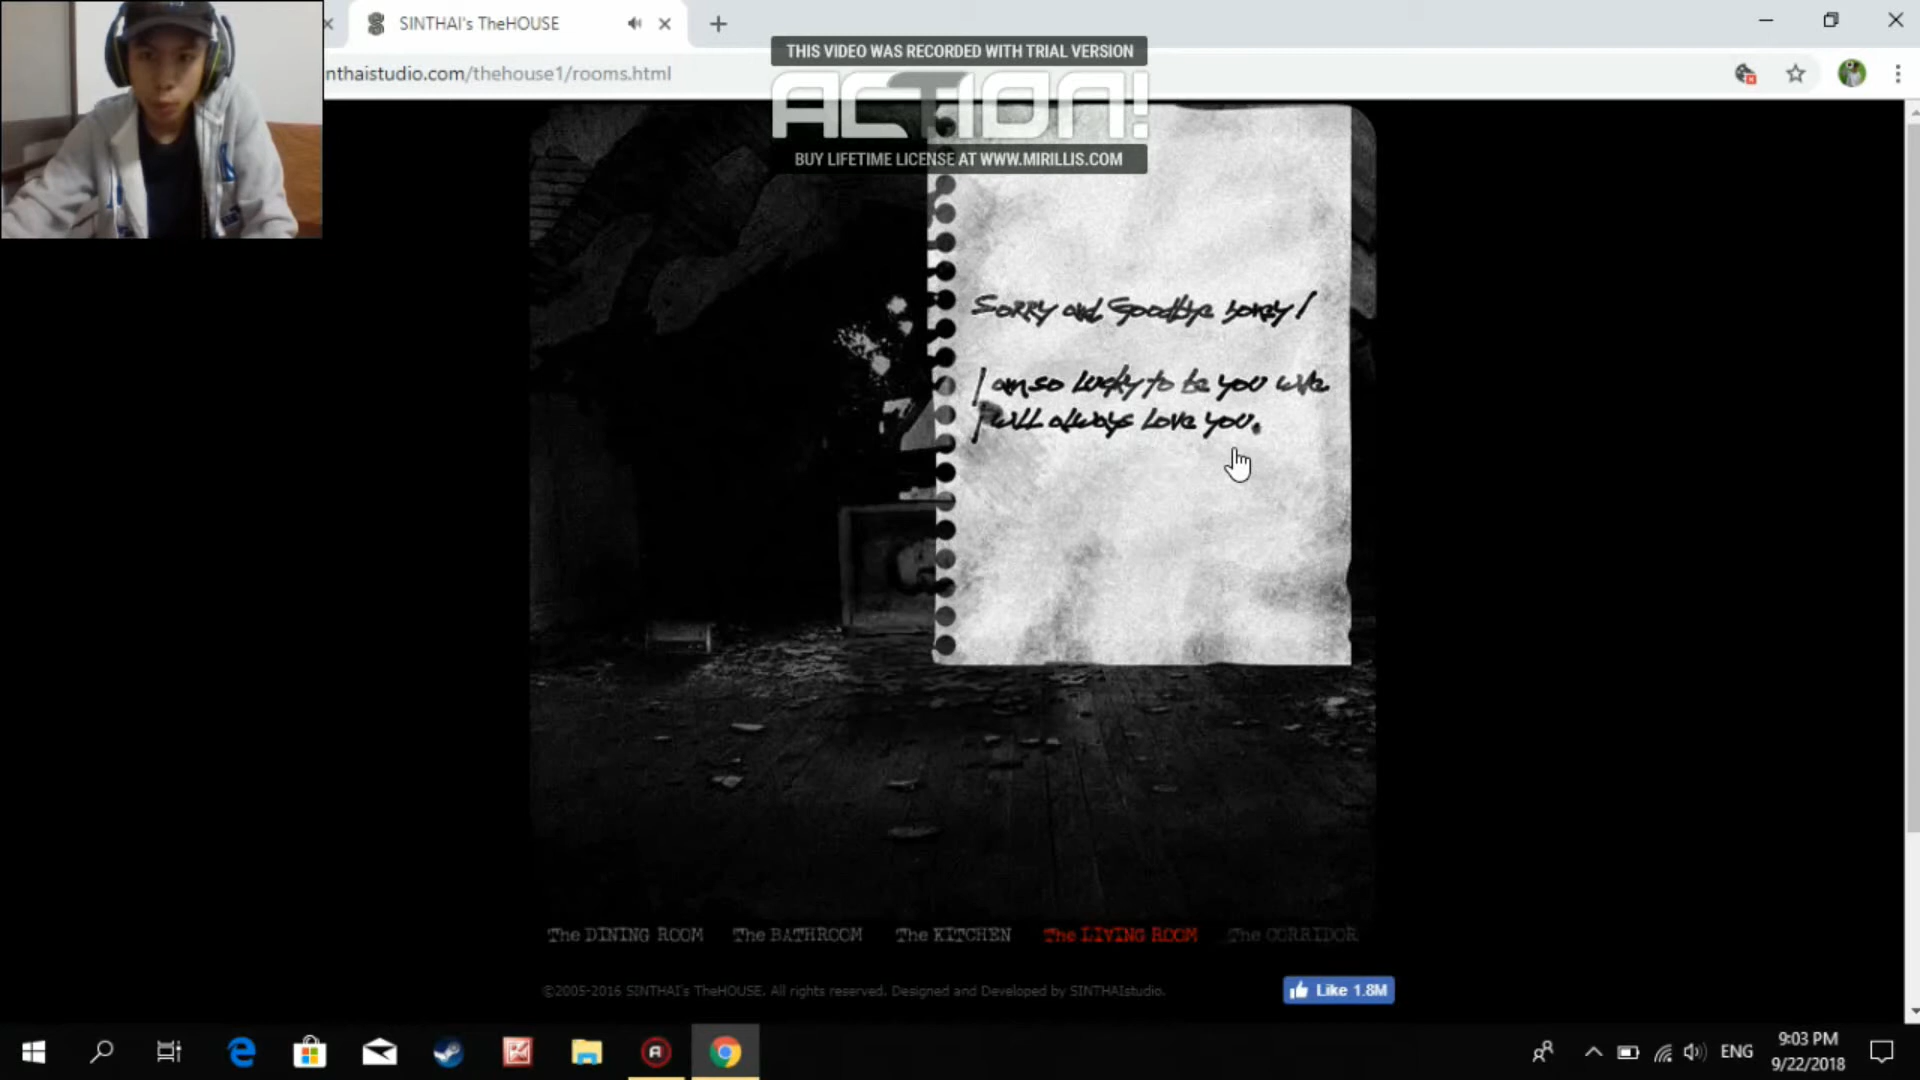 SINTHAI's TheHOUSE
nthaistudio.com/thehouse1/rooms.html
THIS VIDEO WAS RECORDED WITH TRIAL VERSION
ACTION!
BUY LIFETIME LICENSE AT WWW.MIRILLIS.COM
Sorry and Goodbye honey!
I am so lucky to be you wife
I will always love you.
The DINING ROOM The BATHROOM The KITCHEN The LIVING ROOM The CORRIDOR
©2005-2016 SINTHAI's TheHOUSE. All rights reserved. Designed and Developed by SINTHAIstudio.
Like 1.8M
ENG
9:03 PM
9/22/2018